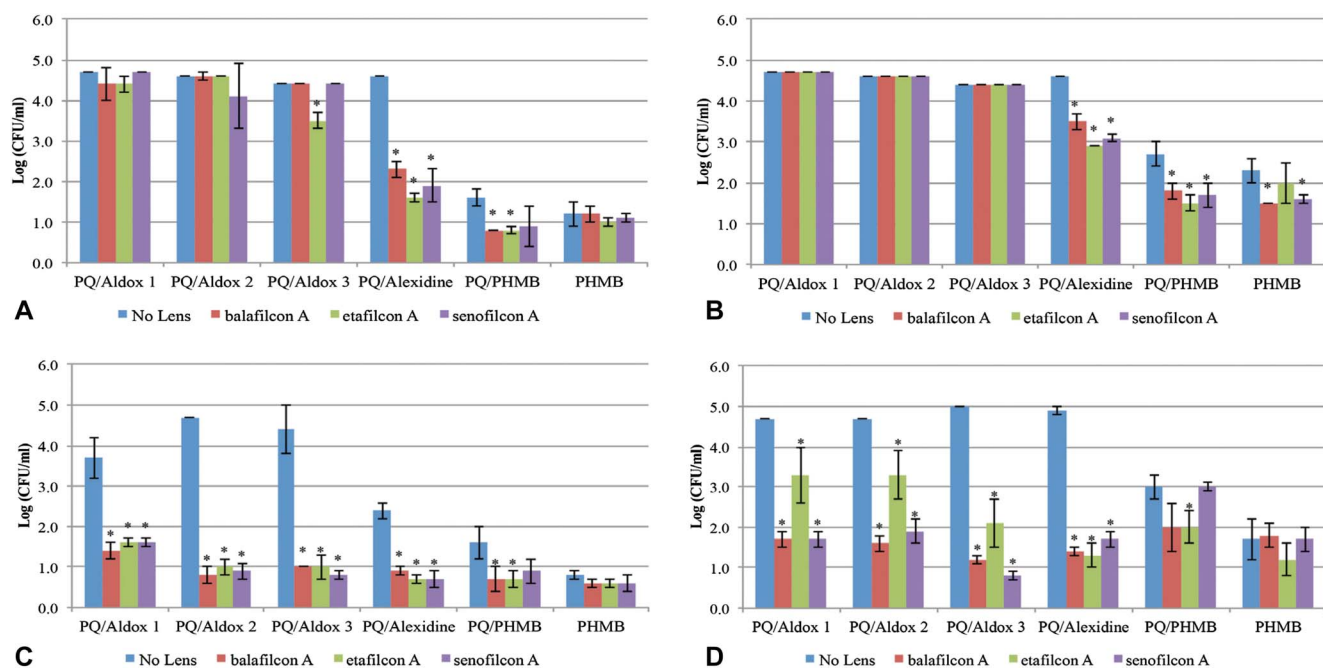 6.0
5.0
4.0
3.0
2.0
1.0
0.0
Log (CFU/ml)
* * * * * *
PQ/Aldox 1 PQ/Aldox 2 PQ/Aldox 3 PQ/Alexidine PQ/PHMB PHMB
A
No Lens balafilcon A etafilcon A senofilcon A
6.0
5.0
4.0
3.0
2.0
1.0
0.0
Log (CFU/ml)
* * * * * * * *
PQ/Aldox 1 PQ/Aldox 2 PQ/Aldox 3 PQ/Alexidine PQ/PHMB PHMB
B
No Lens balafilcon A etafilcon A senofilcon A
6.0
5.0
4.0
3.0
2.0
1.0
0.0
Log (CFU/ml)
* * * * * * * * * * * * * *
PQ/Aldox 1 PQ/Aldox 2 PQ/Aldox 3 PQ/Alexidine PQ/PHMB PHMB
C
No Lens balafilcon A etafilcon A senofilcon A
6.0
5.0
4.0
3.0
2.0
1.0
0.0
Log (CFU/ml)
* * * * * * * * * * * * *
PQ/Aldox 1 PQ/Aldox 2 PQ/Aldox 3 PQ/Alexidine PQ/PHMB PHMB
D
No Lens balafilcon A etafilcon A senofilcon A